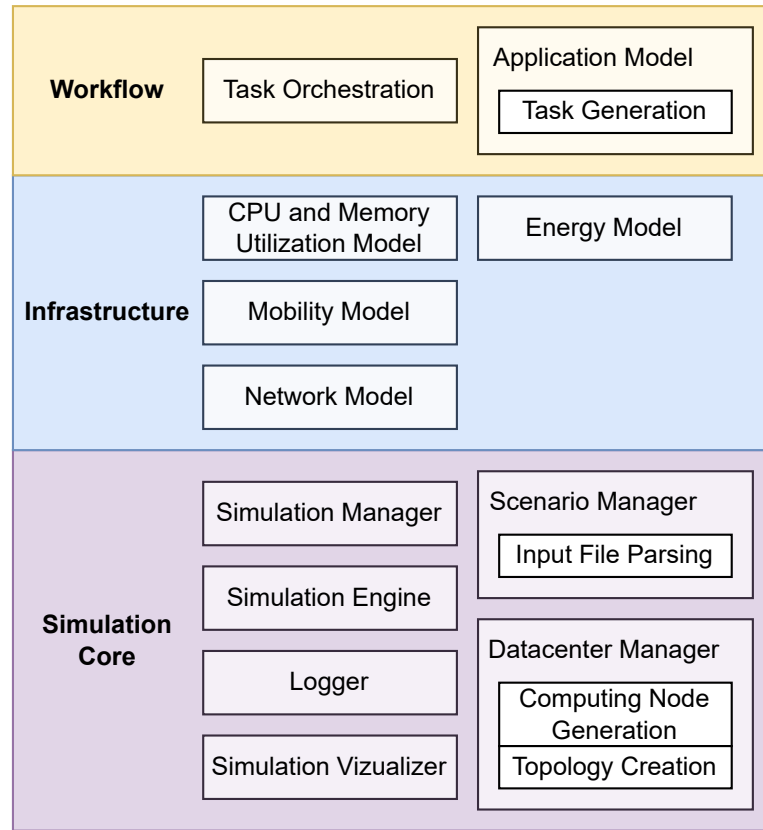 Workflow
Task Orchestration
Application Model
Task Generation
Infrastructure
CPU and Memory
Utilization Model
Energy Model
Mobility Model
Network Model
Simulation
Core
Simulation Manager
Simulation Engine
Logger
Simulation Vizualizer
Scenario Manager
Input File Parsing
Datacenter Manager
Computing Node
Generation
Topology Creation